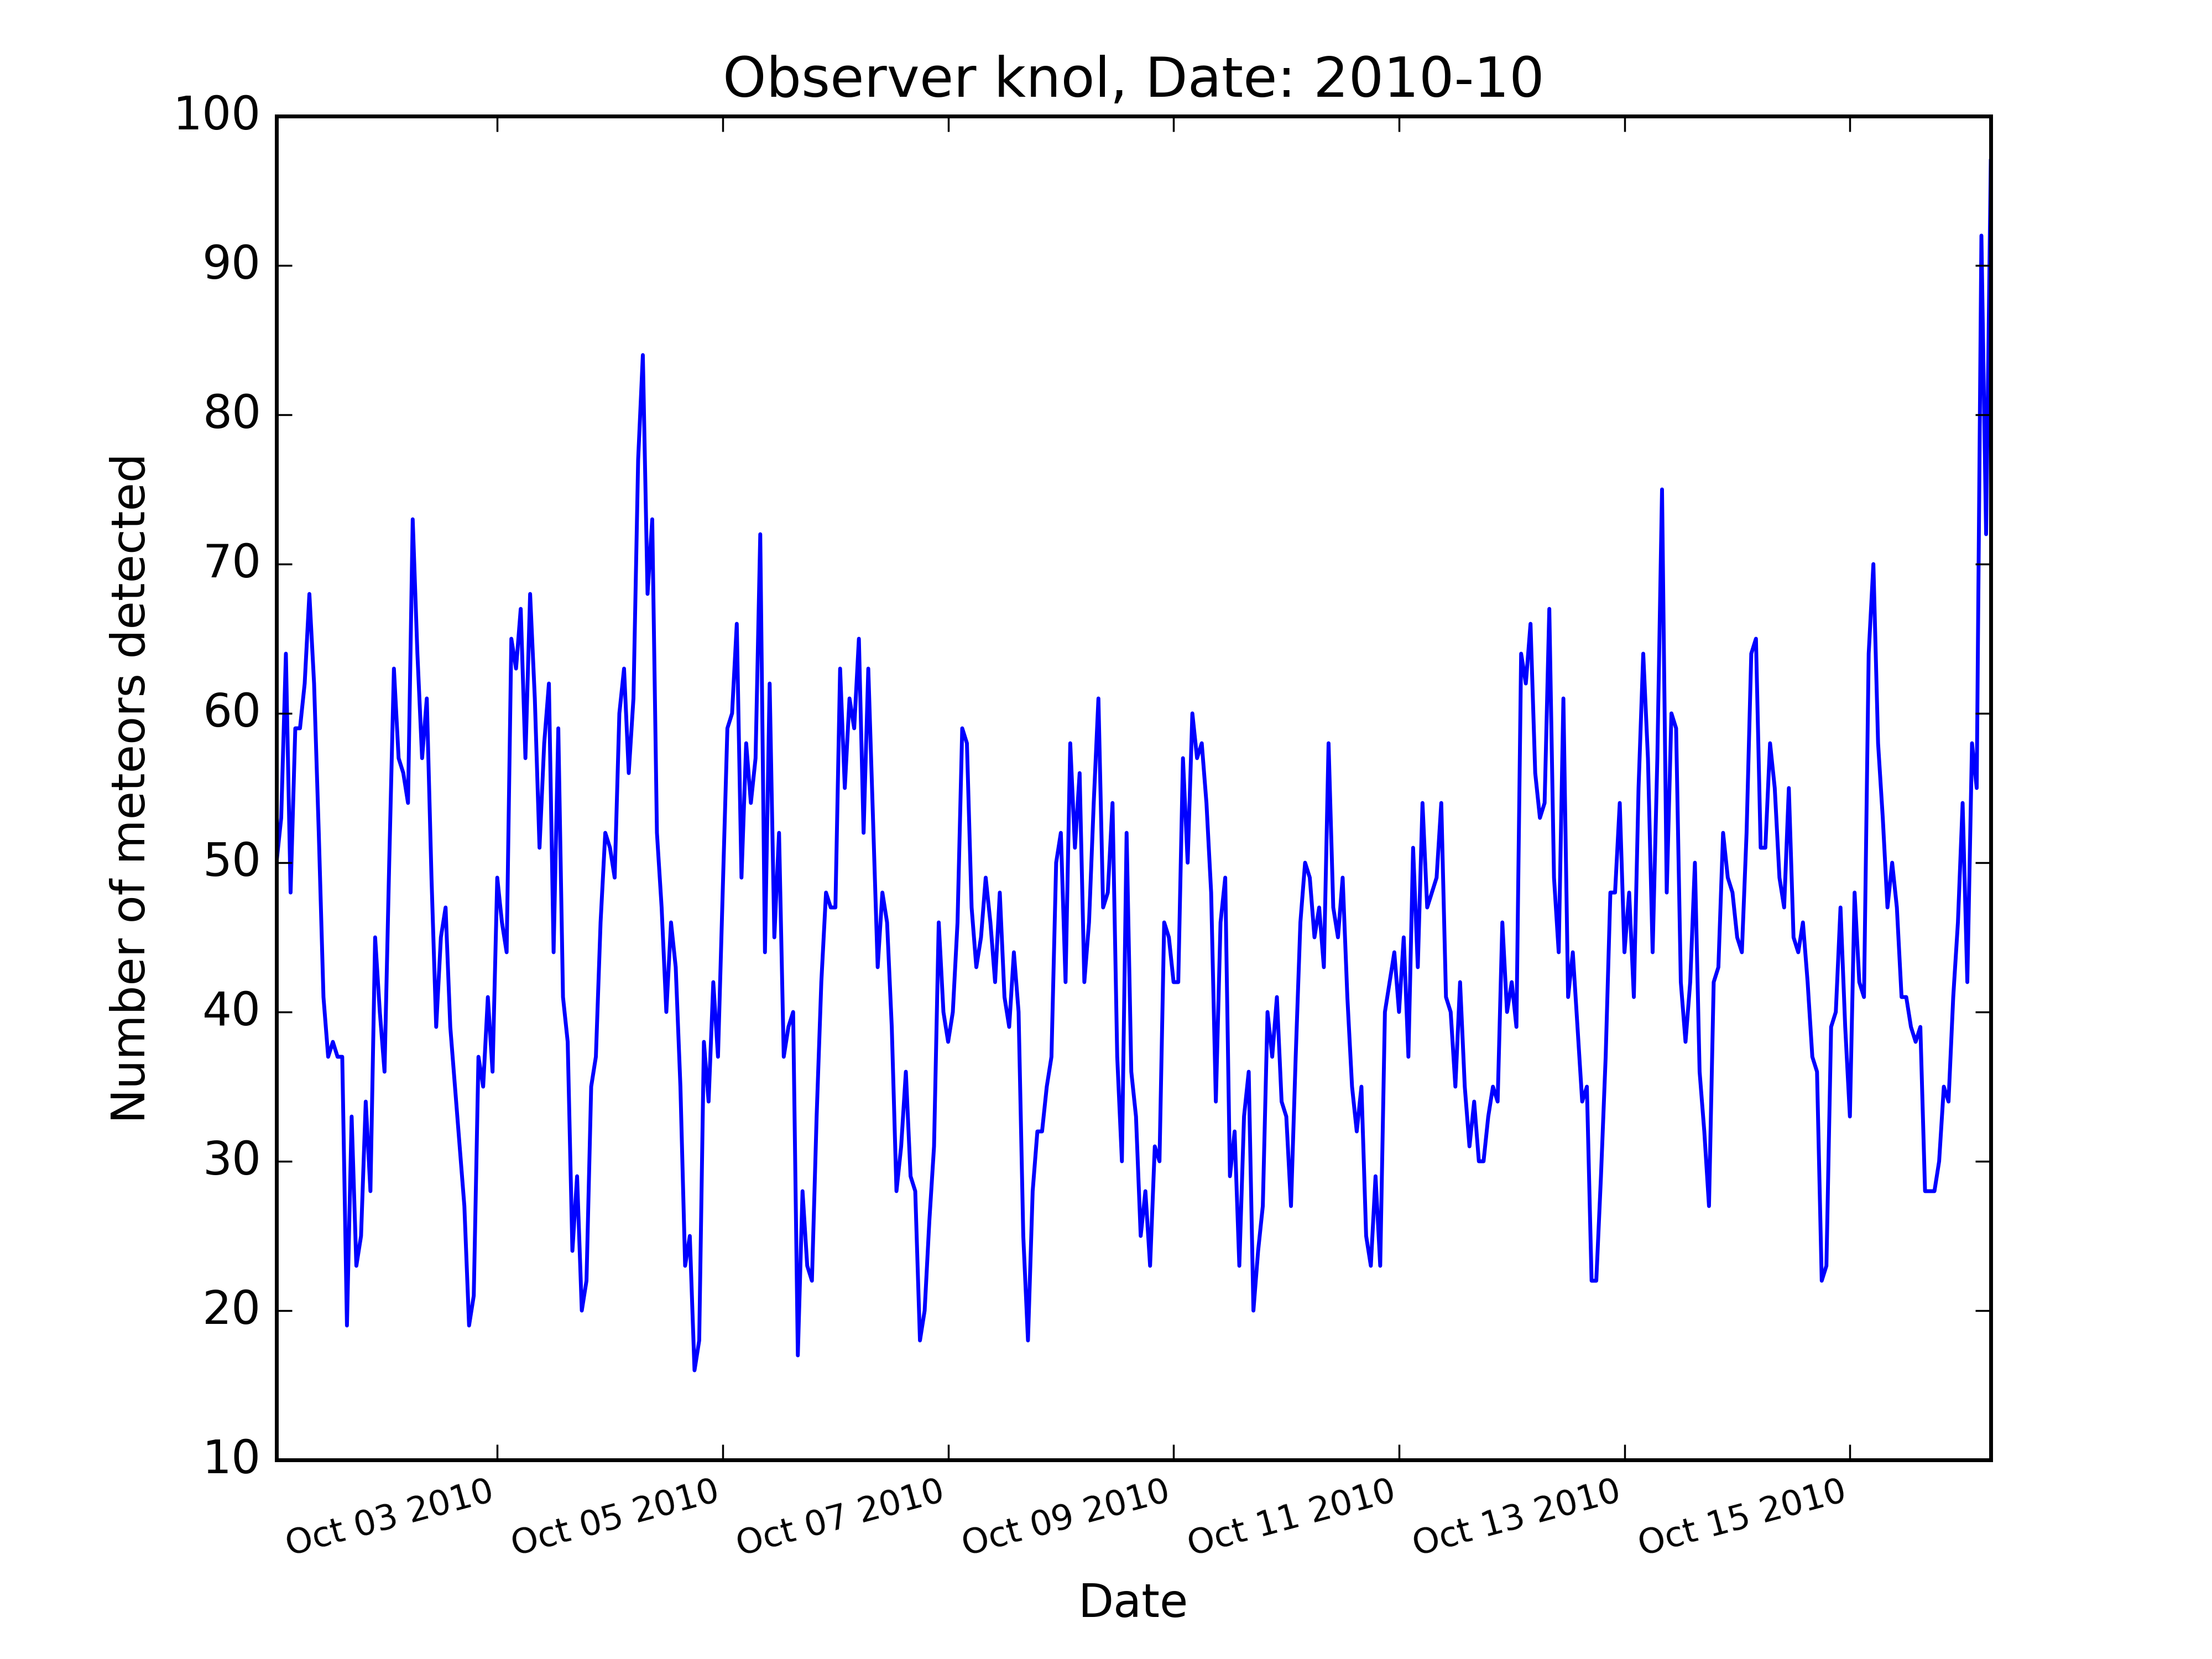 Observer knol, Date: 2010-10
Number of meteors detected
100
90
80
70
60
50
40
30
20
10
Oct 03 2010
Oct 05 2010
Oct 07 2010
Oct 09 2010
Oct 11 2010
Oct 13 2010
Oct 15 2010
Date